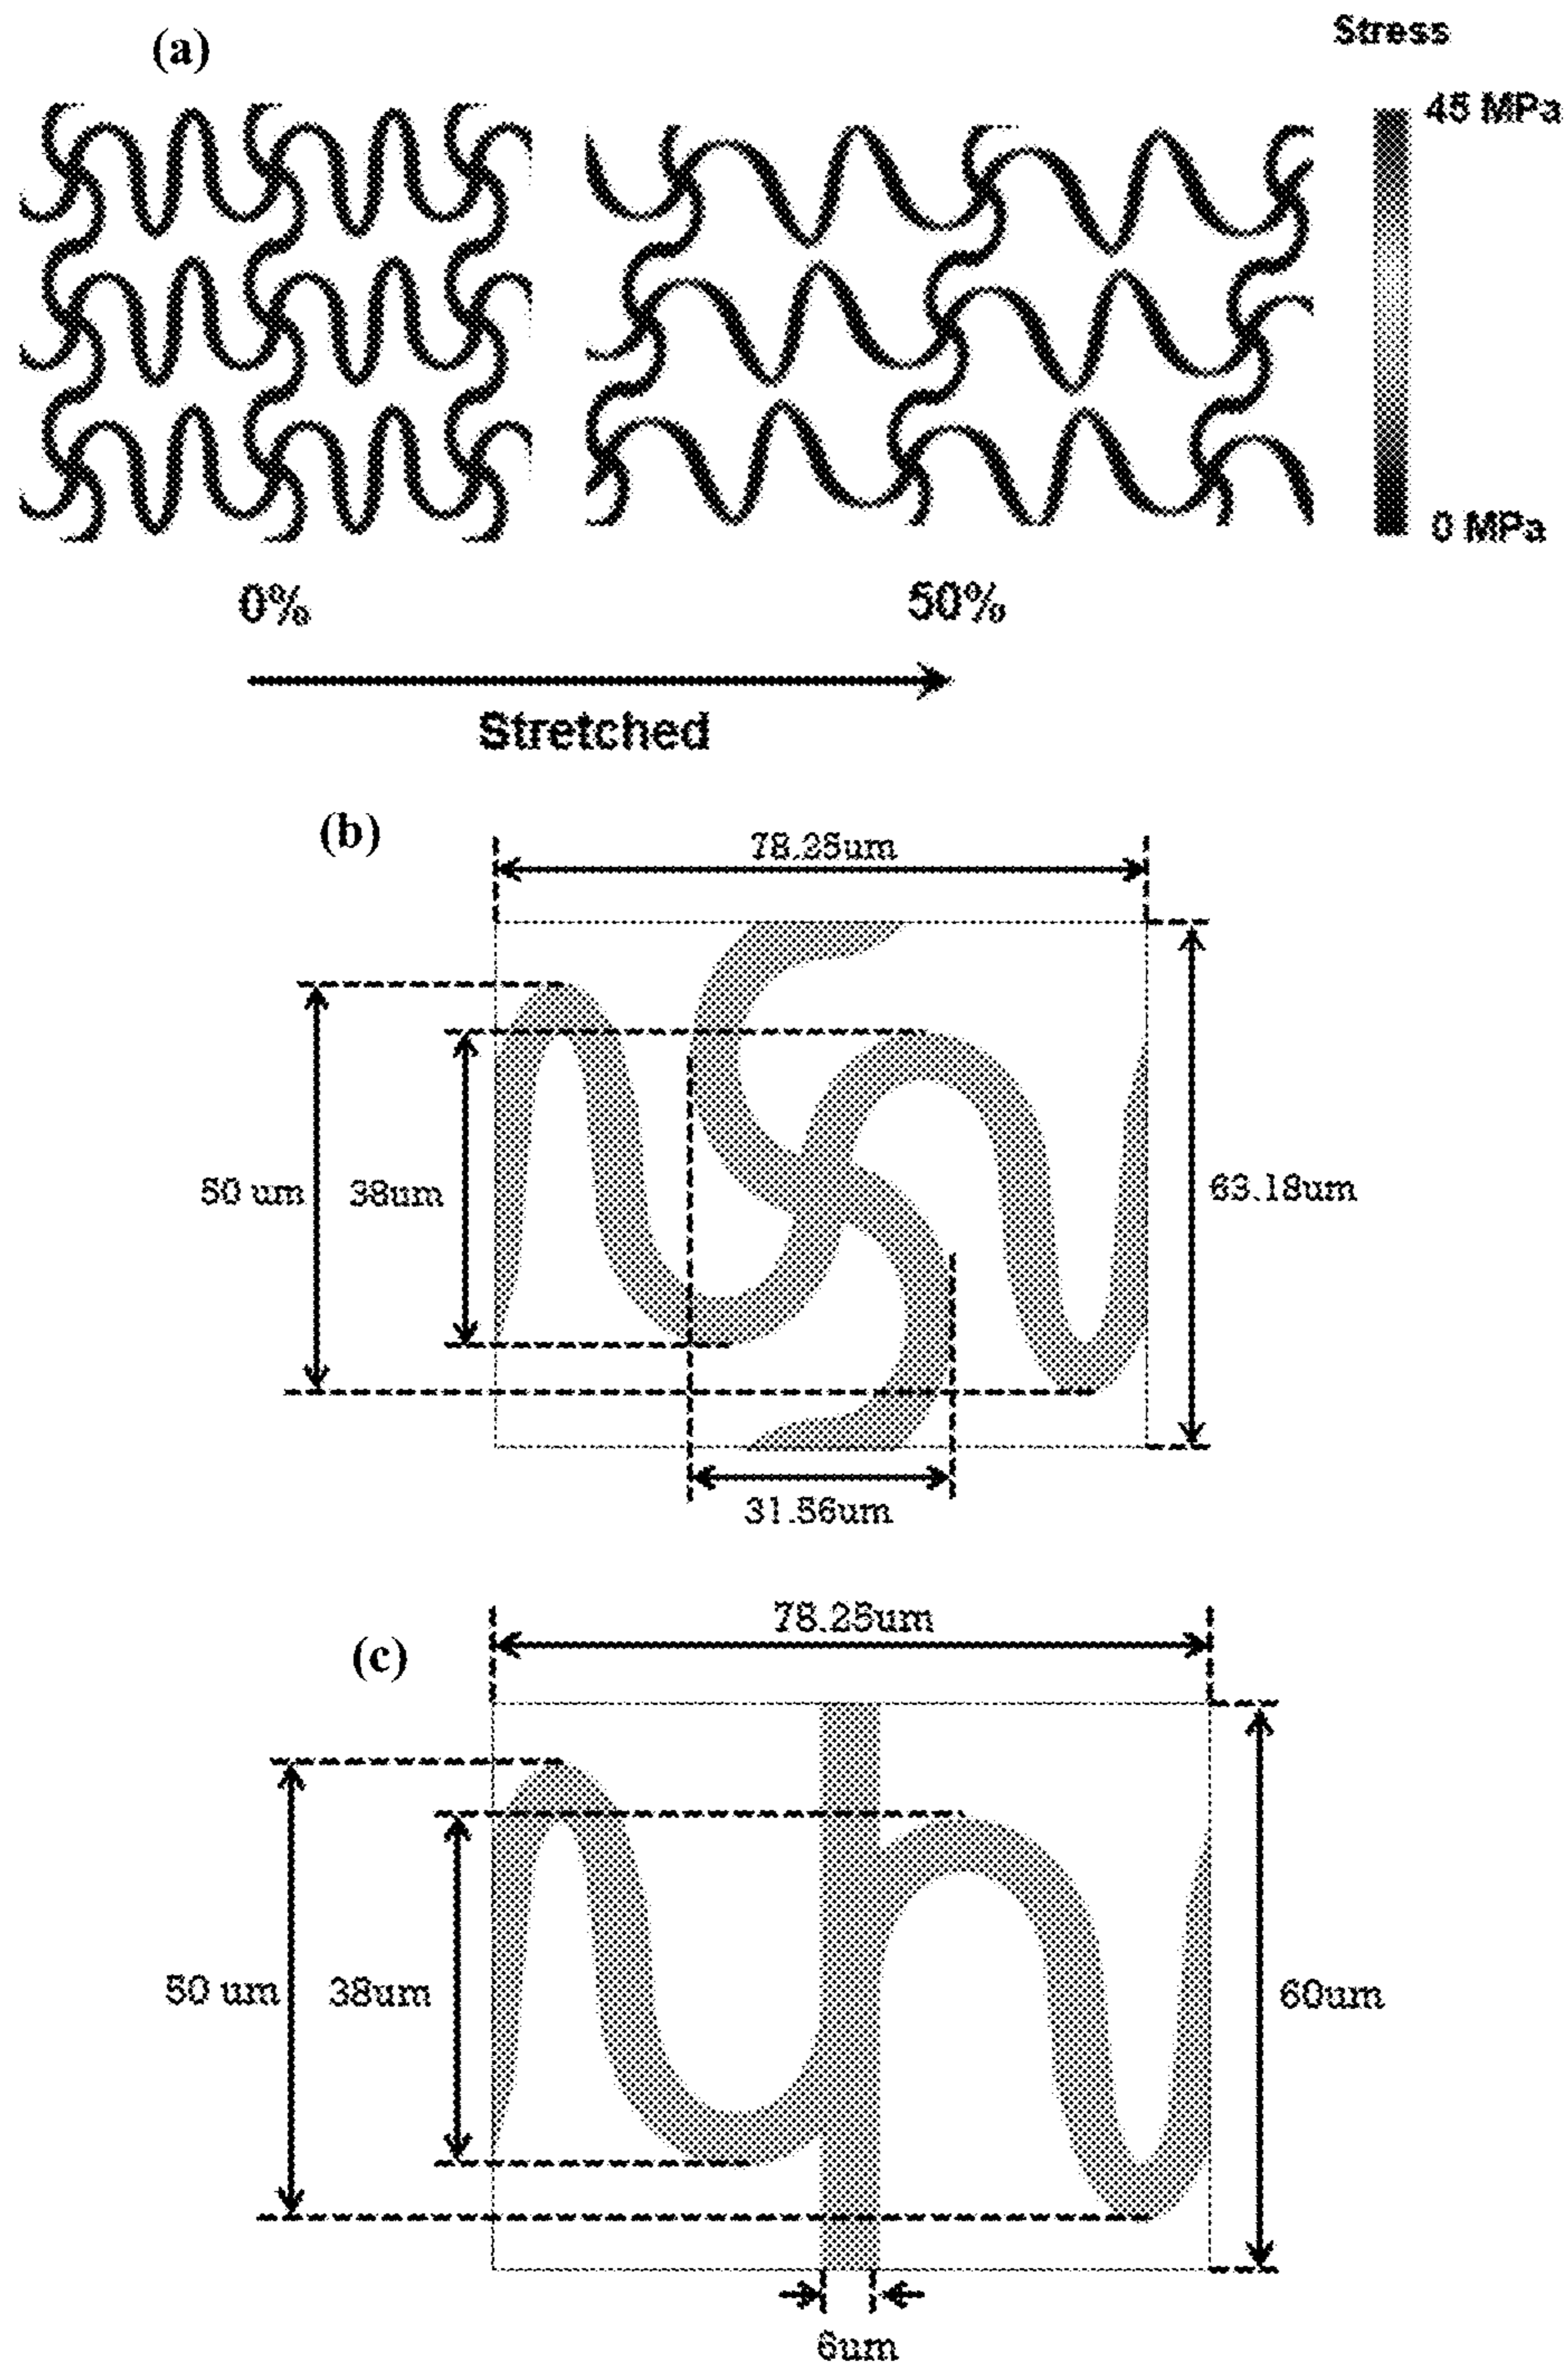 (a)
Stress
45 MPa
0 MPa
0%
50%
Stretched
(b)
78.25um
50 um
38um
63.18um
31.56um
(c)
78.25um
50 um
38um
60um
6um